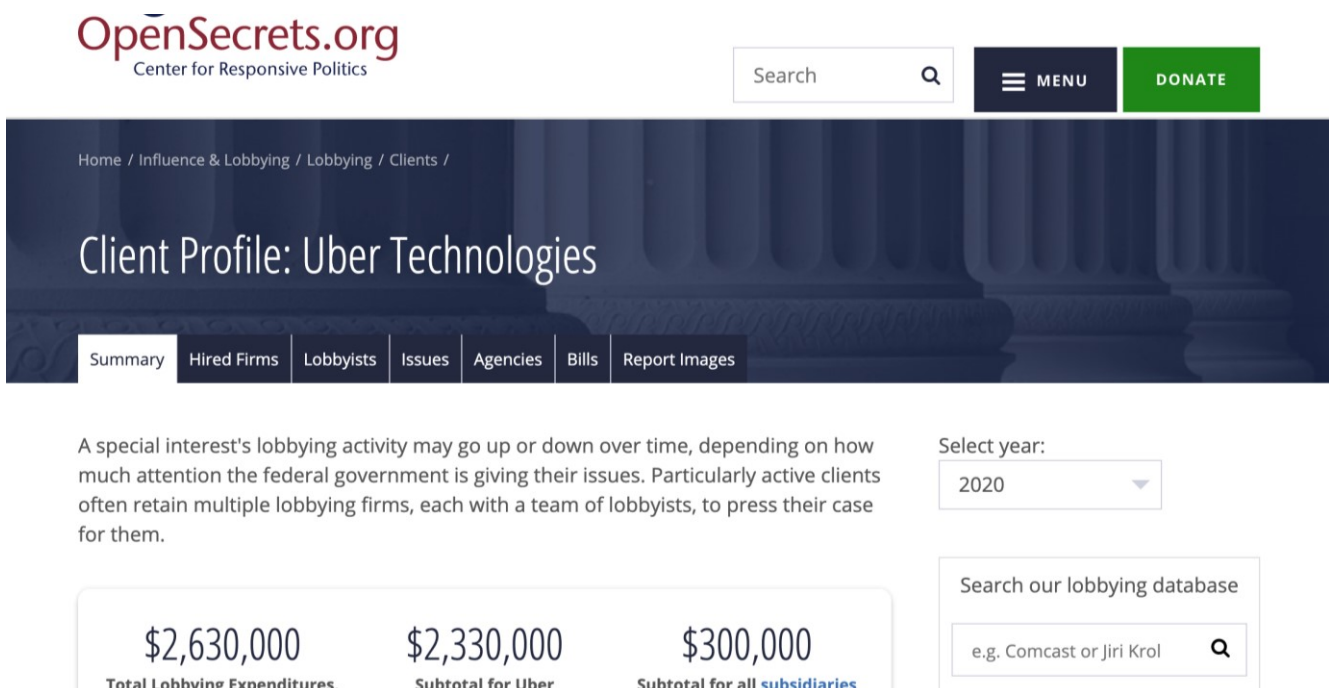 OpenSecrets.org
Center for Responsive Politics
Search
MENU
DONATE
Home / Influence & Lobbying / Lobbying / Clients /
Client Profile: Uber Technologies
Summary
Hired Firms
Lobbyists
Issues
Agencies
Bills
Report Images
A special interest's lobbying activity may go up or down over time, depending on how
much attention the federal government is giving their issues. Particularly active clients
often retain multiple lobbying firms, each with a team of lobbyists, to press their case
for them.
Select year:
2020
Search our lobbying database
e.g. Comcast or Jiri Krol
$2,630,000
Total Lobbying Expenditures,
$2,330,000
Subtotal for Uber
$300,000
Subtotal for all subsidiaries